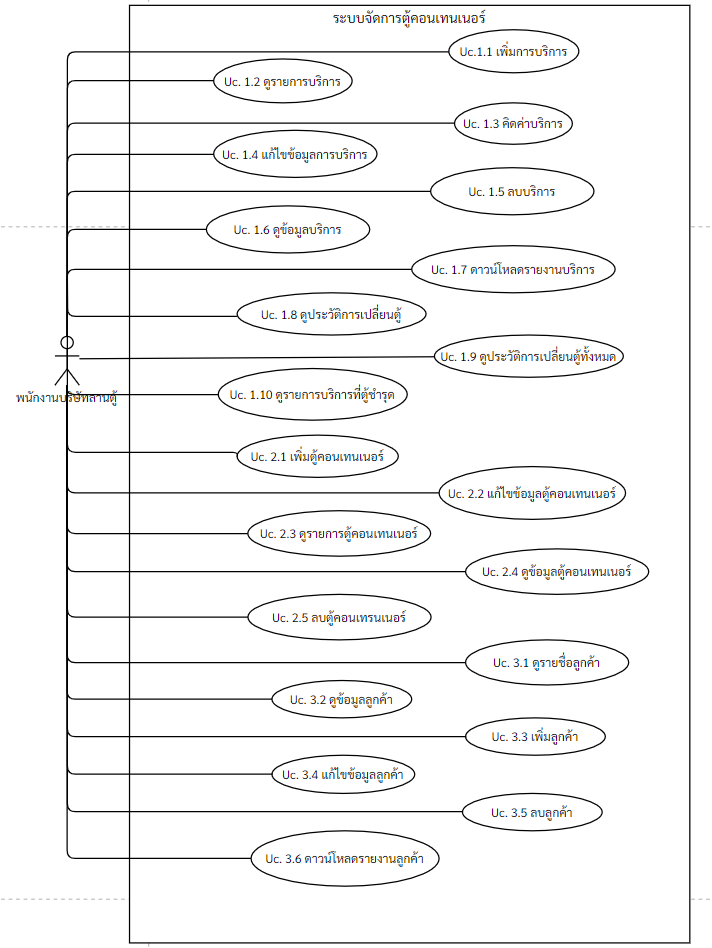 ระบบจัดการตู้คอนเทนเนอร์
Uc.1.1 เพิ่มการบริการ
Uc. 1.2 ดูรายการบริการ
Uc. 1.3 คิดค่าบริการ
Uc. 1.4 แก้ไขข้อมูลการบริการ
Uc. 1.5 ลบบริการ
Uc. 1.6 ดูข้อมูลบริการ
Uc. 1.7 ดาวน์โหลดรายงานบริการ
Uc. 1.8 ดูประวัติการเปลี่ยนตู้
Uc. 1.9 ดูประวัติการเปลี่ยนตู้ทั้งหมด
พนักงานบริษัทลานตู้
Uc. 1.10 ดูรายการบริการที่ตู้ชำรุด
Uc. 2.1 เพิ่มตู้คอนเทนเนอร์
Uc. 2.2 แก้ไขข้อมูลตู้คอนเทนเนอร์
Uc. 2.3 ดูรายการตู้คอนเทนเนอร์
Uc. 2.4 ดูข้อมูลตู้คอนเทนเนอร์
Uc. 2.5 ลบตู้คอนเทรนเนอร์
Uc. 3.1 ดูรายชื่อลูกค้า
Uc. 3.2 ดูข้อมูลลูกค้า
Uc. 3.3 เพิ่มลูกค้า
Uc. 3.4 แก้ไขข้อมูลลูกค้า
Uc. 3.5 ลบลูกค้า
Uc. 3.6 ดาวน์โหลดรายงานลูกค้า